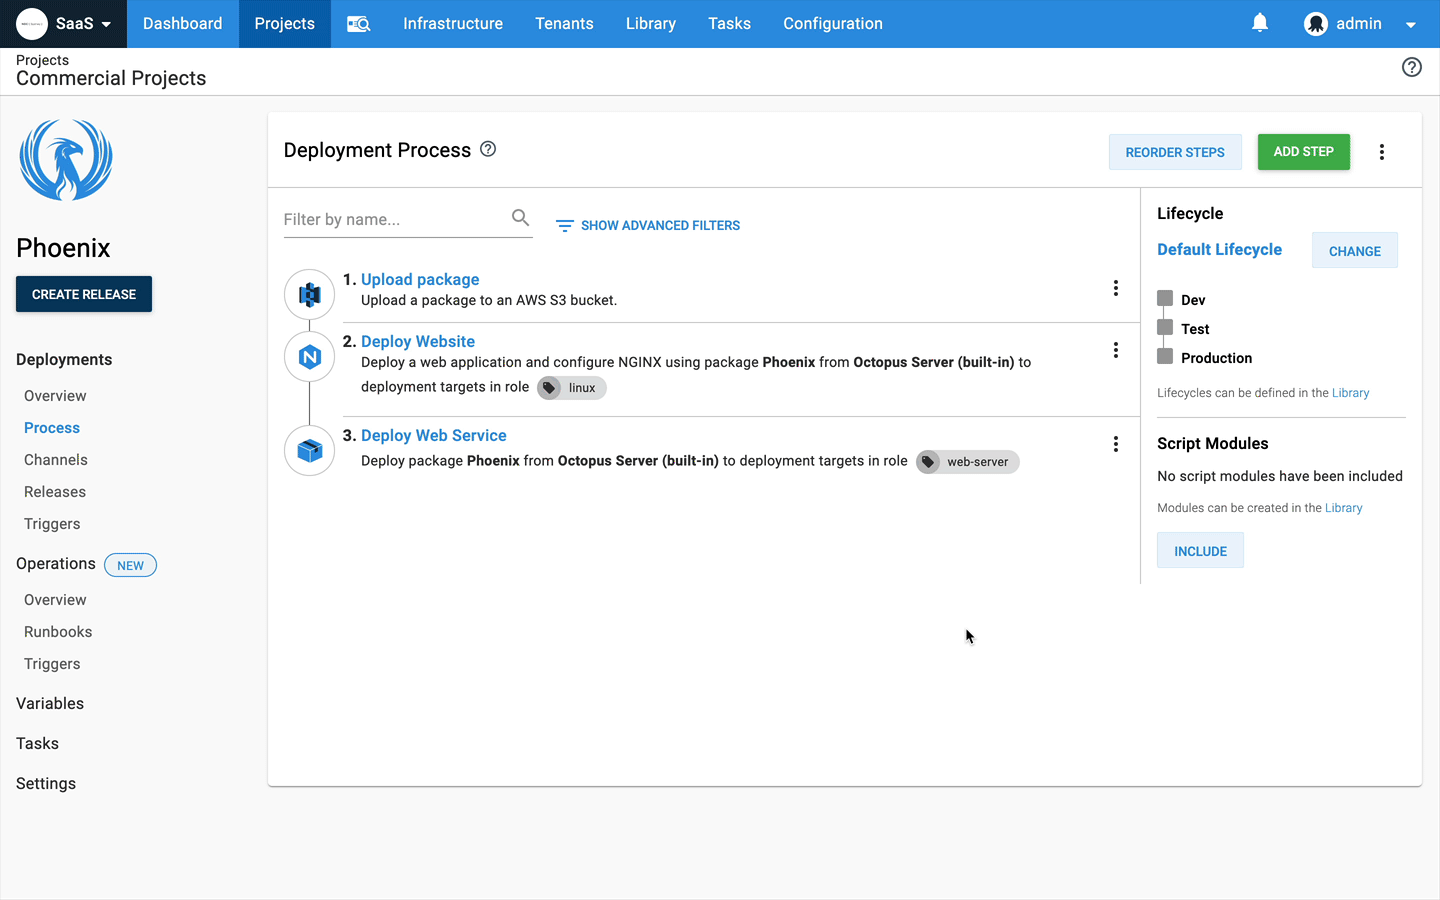 SaaS
Dashboard
Projects
Infrastructure
Tenants
Library
Tasks
Configuration
admin
Projects
Commercial Projects
Phoenix
CREATE RELEASE
Deployments
Overview
Process
Channels
Releases
Triggers
Operations NEW
Overview
Runbooks
Triggers
Variables
Tasks
Settings
Deployment Process
REORDER STEPS
ADD STEP
Filter by name...
SHOW ADVANCED FILTERS
1. Upload package
Upload a package to an AWS S3 bucket.
2. Deploy Website
Deploy a web application and configure NGINX using package Phoenix from Octopus Server (built-in) to
deployment targets in role linux
3. Deploy Web Service
Deploy package Phoenix from Octopus Server (built-in) to deployment targets in role web-server
Lifecycle
Default Lifecycle
CHANGE
Dev
Test
Production
Lifecycles can be defined in the Library
Script Modules
No script modules have been included
Modules can be created in the Library
INCLUDE